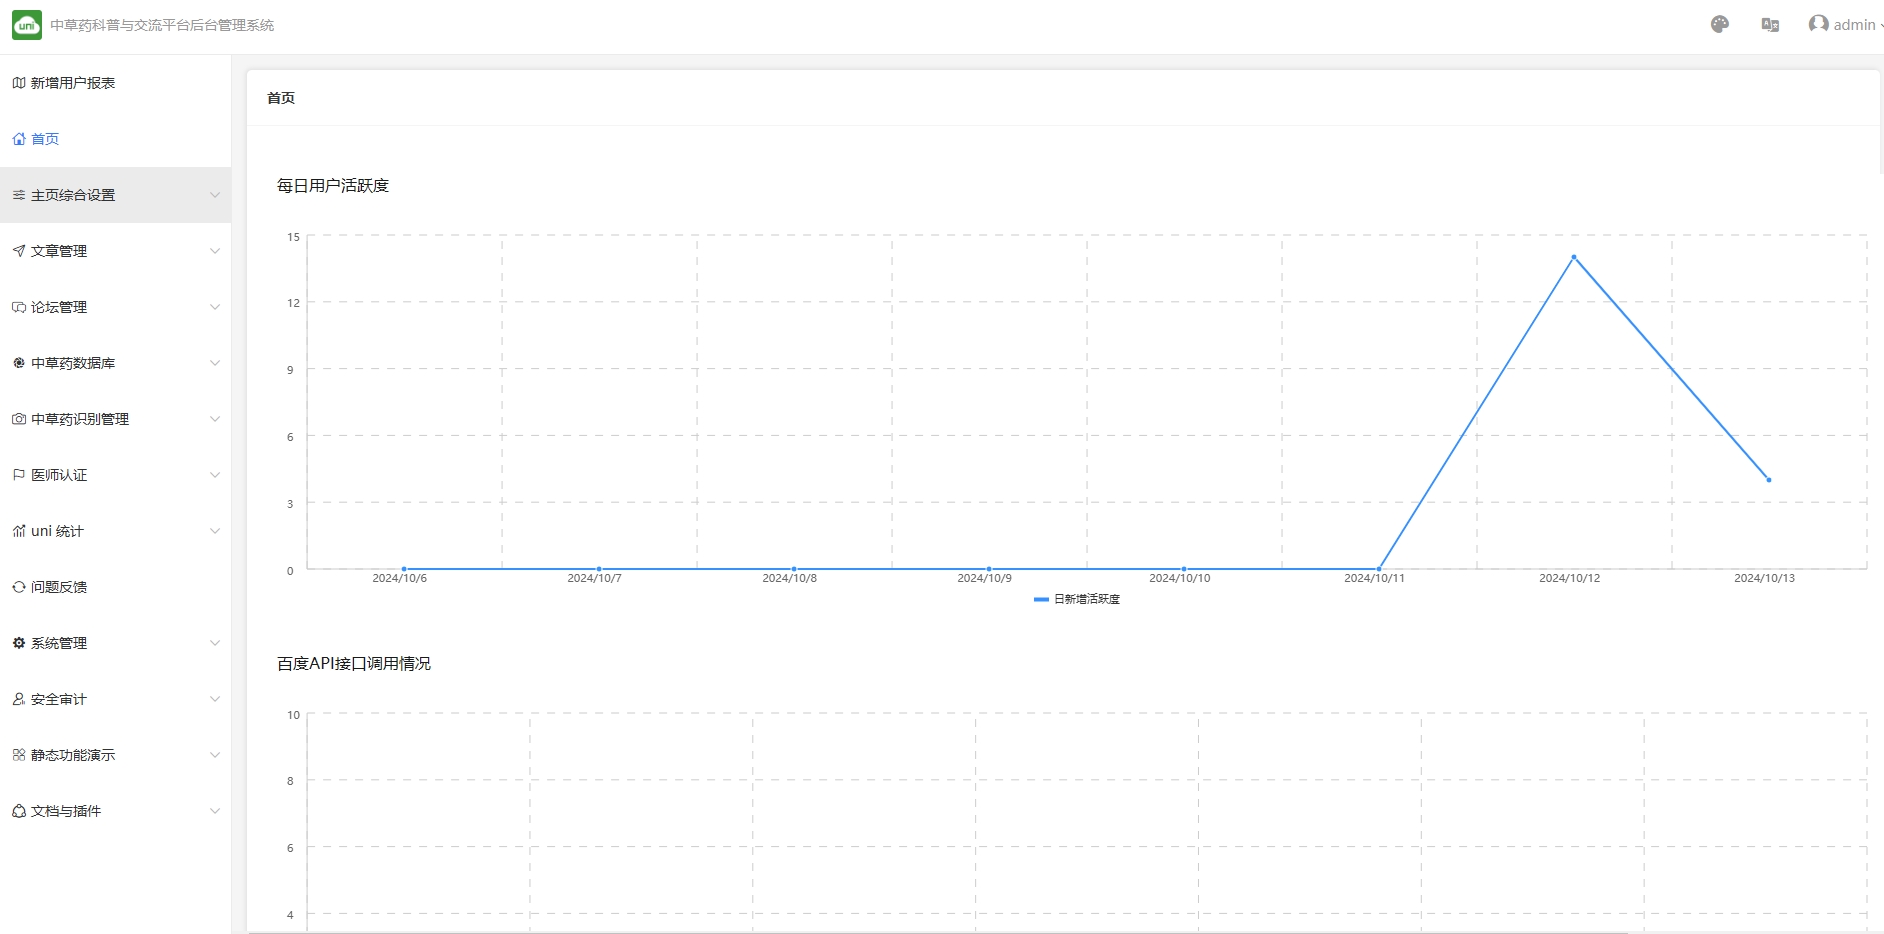 uni 中草药科普与交流平台后台管理系统
admin
新增用户报表
首页
主页综合设置
文章管理
论坛管理
中草药数据库
中草药识别管理
医师认证
uni 统计
问题反馈
系统管理
安全审计
静态功能演示
文档与插件
首页
每日用户活跃度
15
12
9
6
3
0
2024/10/6 2024/10/7 2024/10/8 2024/10/9 2024/10/10 2024/10/11 2024/10/12 2024/10/13
日新增活跃度
百度API接口调用情况
10
8
6
4